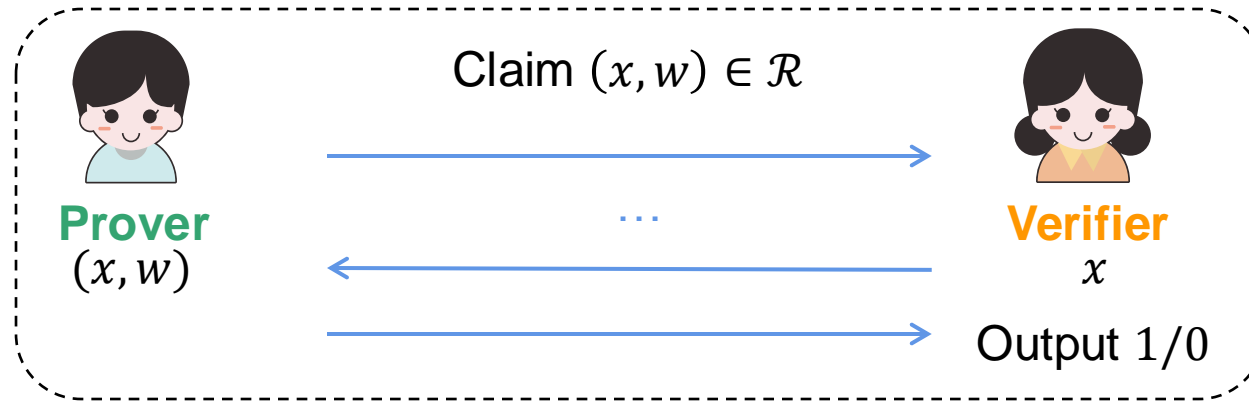 Claim (𝑥, 𝑤) ∈ ℛ
Prover
(𝑥, 𝑤)
...
Verifier
𝑥
Output 1/0